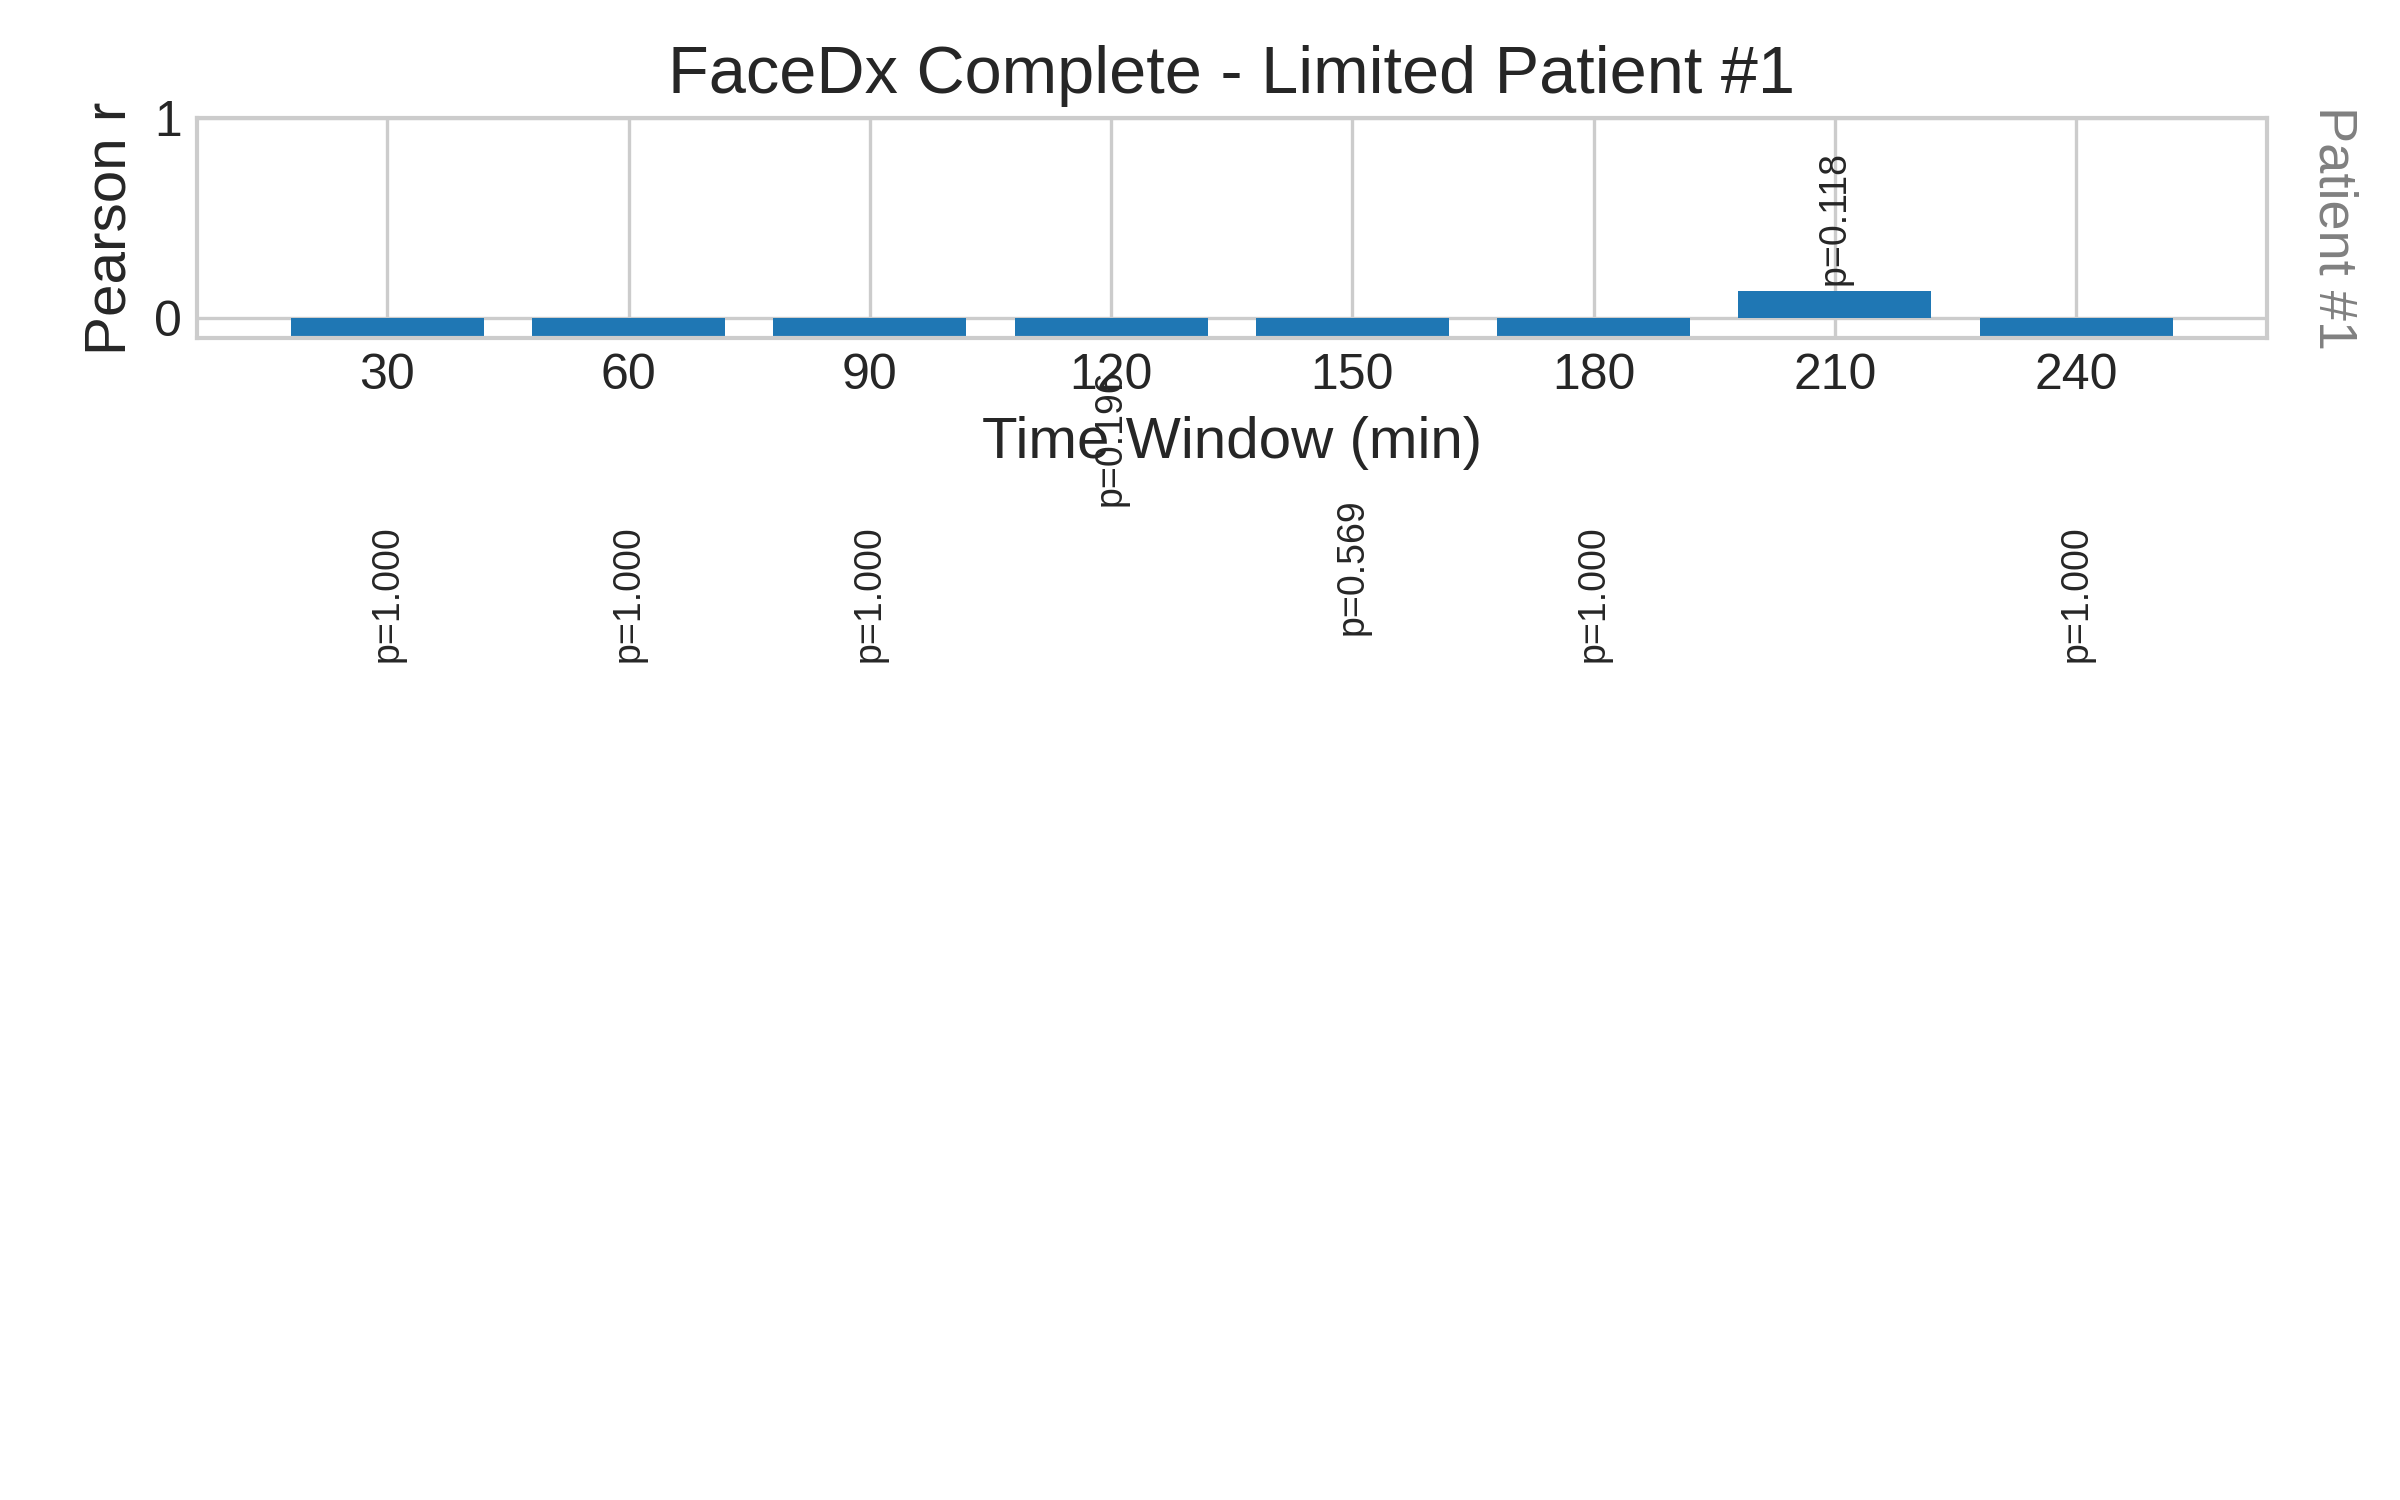 FaceDx Complete - Limited Patient #1
Pearson r
1
0
p=0.118
Patient #1
30 60 90 120 150 180 210 240
Time Window (min)
p=1.000 p=1.000 p=1.000 p=0.196 p=0.569 p=1.000 p=1.000